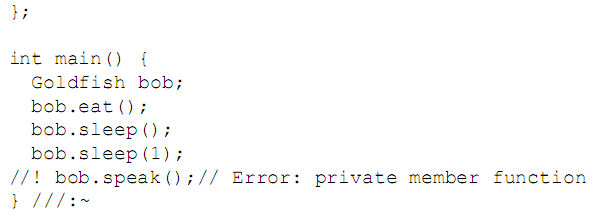 };

int main() {
  Goldfish bob;
  bob.eat();
  bob.sleep();
  bob.sleep(1);
//! bob.speak();// Error: private member function
} ///:~